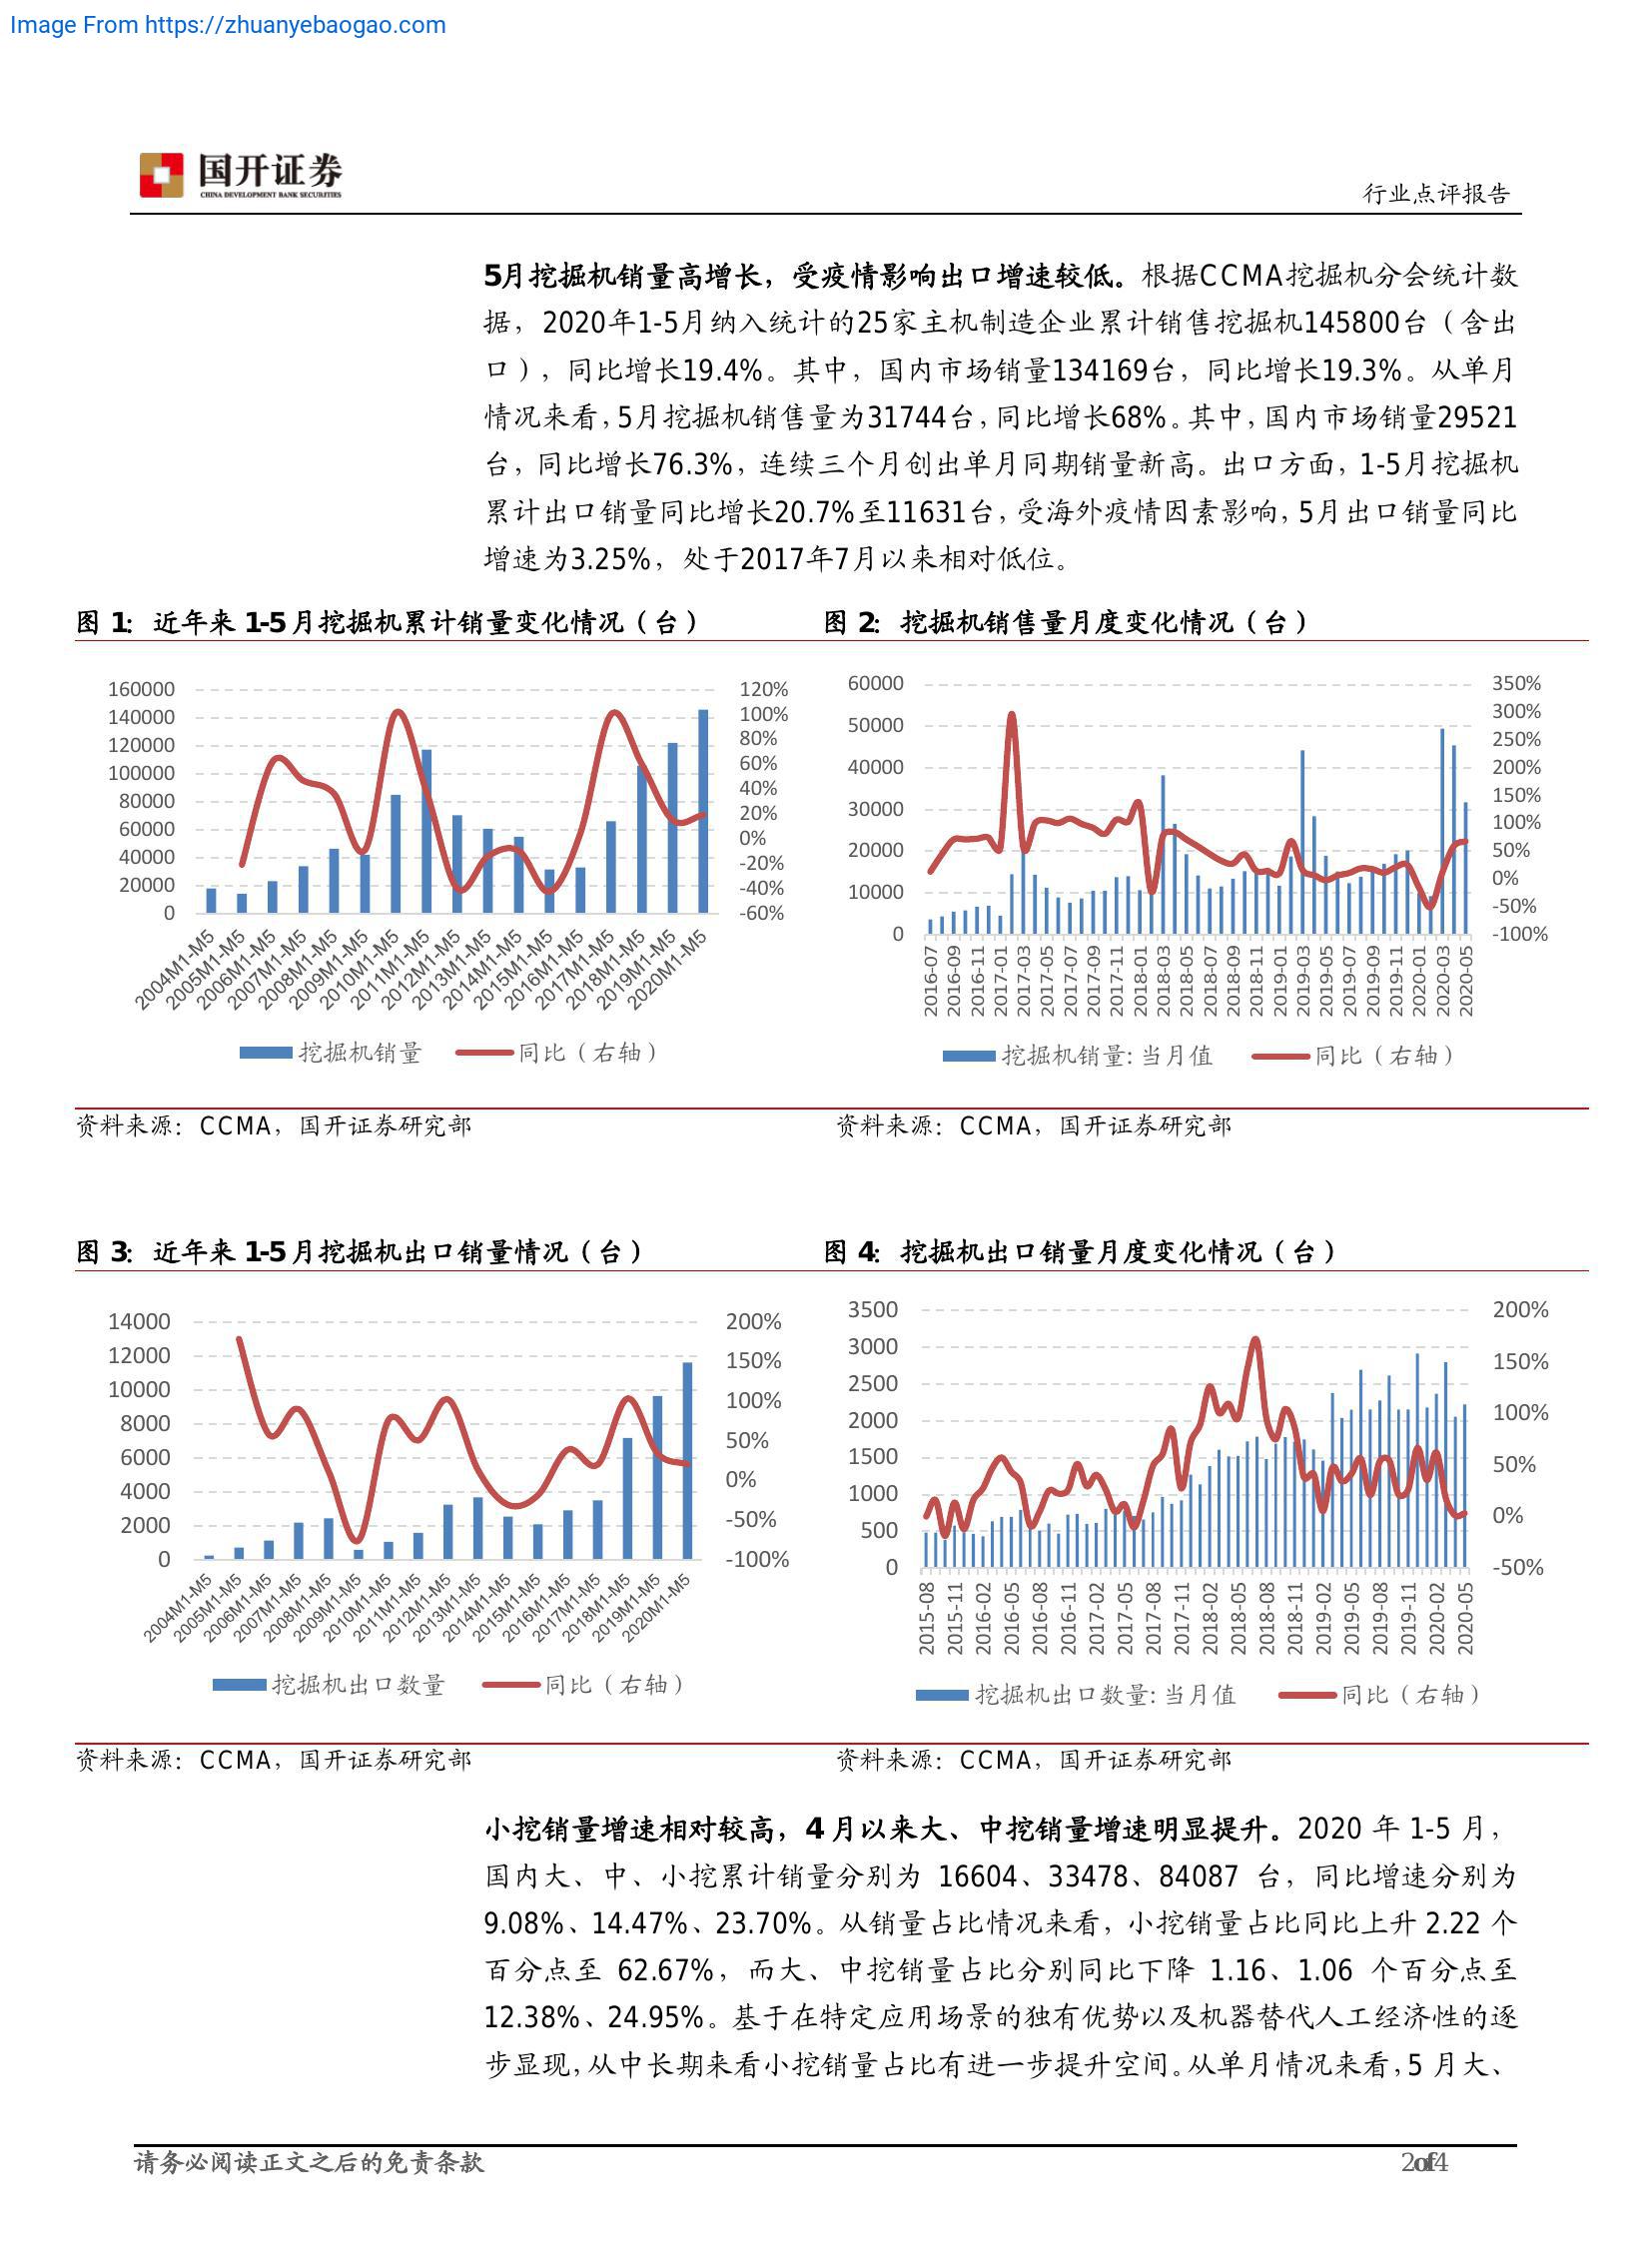 Image From https://zhuanyebaogao.com
国开证券
CHINA DEVELOPMENT BANK SECURITIES
行业点评报告
5月挖掘机销量高增长，受疫情影响出口增速较低。根据CCMA挖掘机分会统计数
据，2020年1-5月纳入统计的25家主机制造企业累计销售挖掘机145800台（含出
口），同比增长19.4%。其中，国内市场销量134169台，同比增长19.3%。从单月
情况来看，5月挖掘机销售量为31744台，同比增长68%。其中，国内市场销量29521
台，同比增长76.3%，连续三个月创出单月同期销量新高。出口方面，1-5月挖掘机
累计出口销量同比增长20.7%至11631台，受海外疫情因素影响，5月出口销量同比
增速为3.25%，处于2017年7月以来相对低位。
图 1：近年来 1-5月挖掘机累计销量变化情况（台）
160000
140000
120000
100000
80000
60000
40000
20000
0
120%
100%
80%
60%
40%
20%
0%
-20%
-40%
-60%
2004M1-M5
2005M1-M5
2006M1-M5
2007M1-M5
2008M1-M5
2009M1-M5
2010M1-M5
2011M1-M5
2012M1-M5
2013M1-M5
2014M1-M5
2015M1-M5
2016M1-M5
2017M1-M5
2018M1-M5
2019M1-M5
2020M1-M5
挖掘机销量 同比（右轴）
图 2：挖掘机销售量月度变化情况（台）
60000
50000
40000
30000
20000
10000
0
350%
300%
250%
200%
150%
100%
50%
0%
-50%
-100%
2016-07
2016-09
2016-11
2017-01
2017-03
2017-05
2017-07
2017-09
2017-11
2018-01
2018-03
2018-05
2018-07
2018-09
2018-11
2019-01
2019-03
2019-05
2019-07
2019-09
2019-11
2020-01
2020-03
2020-05
挖掘机销量: 当月值 同比（右轴）
资料来源：CCMA，国开证券研究部
资料来源：CCMA，国开证券研究部
图 3：近年来 1-5月挖掘机出口销量情况（台）
14000
12000
10000
8000
6000
4000
2000
0
200%
150%
100%
50%
0%
-50%
-100%
2004M1-M5
2005M1-M5
2006M1-M5
2007M1-M5
2008M1-M5
2009M1-M5
2010M1-M5
2011M1-M5
2012M1-M5
2013M1-M5
2014M1-M5
2015M1-M5
2016M1-M5
2017M1-M5
2018M1-M5
2019M1-M5
2020M1-M5
挖掘机出口数量 同比（右轴）
图 4：挖掘机出口销量月度变化情况（台）
3500
3000
2500
2000
1500
1000
500
0
200%
150%
100%
50%
0%
-50%
2015-08
2015-11
2016-02
2016-05
2016-08
2016-11
2017-02
2017-05
2017-08
2017-11
2018-02
2018-05
2018-08
2018-11
2019-02
2019-05
2019-08
2019-11
2020-02
2020-05
挖掘机出口数量: 当月值 同比（右轴）
资料来源：CCMA，国开证券研究部
资料来源：CCMA，国开证券研究部
小挖销量增速相对较高，4 月以来大、中挖销量增速明显提升。2020 年 1-5 月，
国内大、中、小挖累计销量分别为 16604、33478、84087 台，同比增速分别为
9.08%、14.47%、23.70%。从销量占比情况来看，小挖销量占比同比上升 2.22 个
百分点至 62.67%，而大、中挖销量占比分别同比下降 1.16、1.06 个百分点至
12.38%、24.95%。基于在特定应用场景的独有优势以及机器替代人工经济性的逐
步显现，从中长期来看小挖销量占比有进一步提升空间。从单月情况来看，5 月大、
请务必阅读正文之后的免责条款
2of4